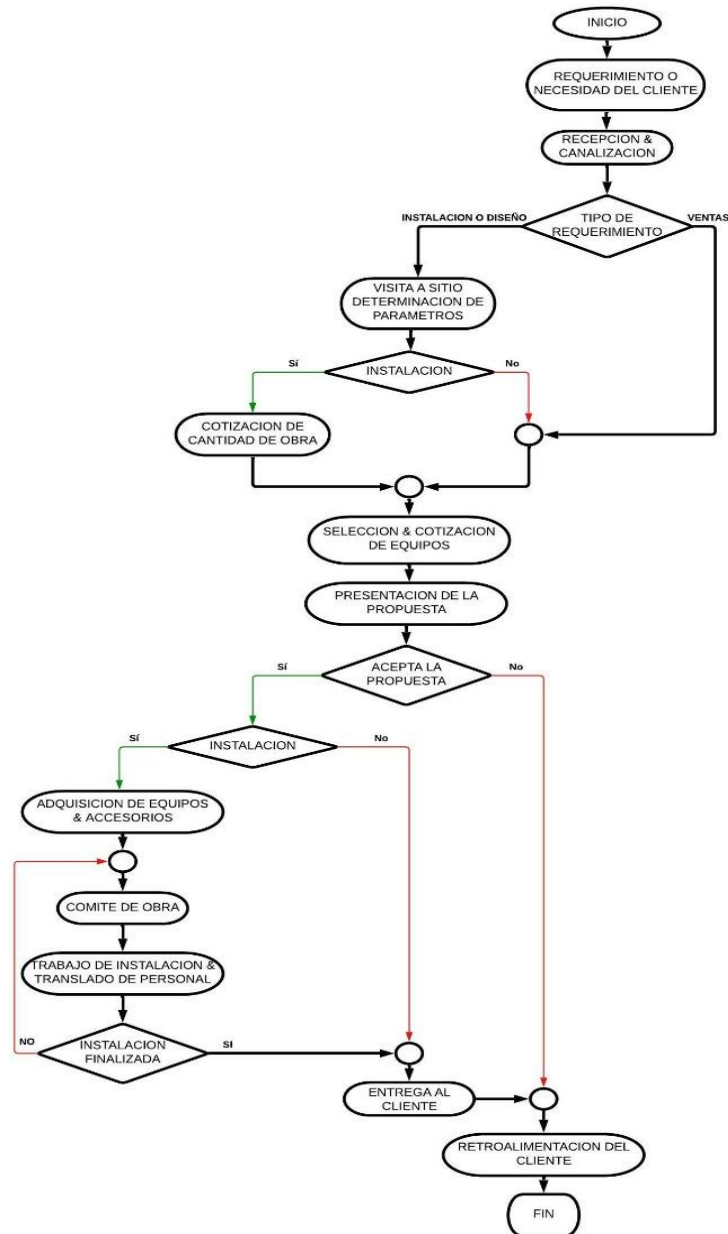 INICIO
REQUERIMIENTO O
NECESIDAD DEL CLIENTE
RECEPCION &
CANALIZACION
INSTALACION O DISEÑO
TIPO DE
REQUERIMIENTO
VENTAS
VISITA A SITIO
DETERMINACION DE
PARAMETROS
Sí
INSTALACION
No
COTIZACION DE
CANTIDAD DE OBRA
SELECCION & COTIZACION
DE EQUIPOS
PRESENTACION DE LA
PROPUESTA
Sí
ACEPTA LA
PROPUESTA
No
Sí
INSTALACION
No
ADQUISICION DE EQUIPOS
& ACCESORIOS
COMITE DE OBRA
TRABAJO DE INSTALACION &
TRANSLADO DE PERSONAL
NO
INSTALACION
FINALIZADA
SI
ENTREGA AL
CLIENTE
RETROALIMENTACION DEL
CLIENTE
FIN